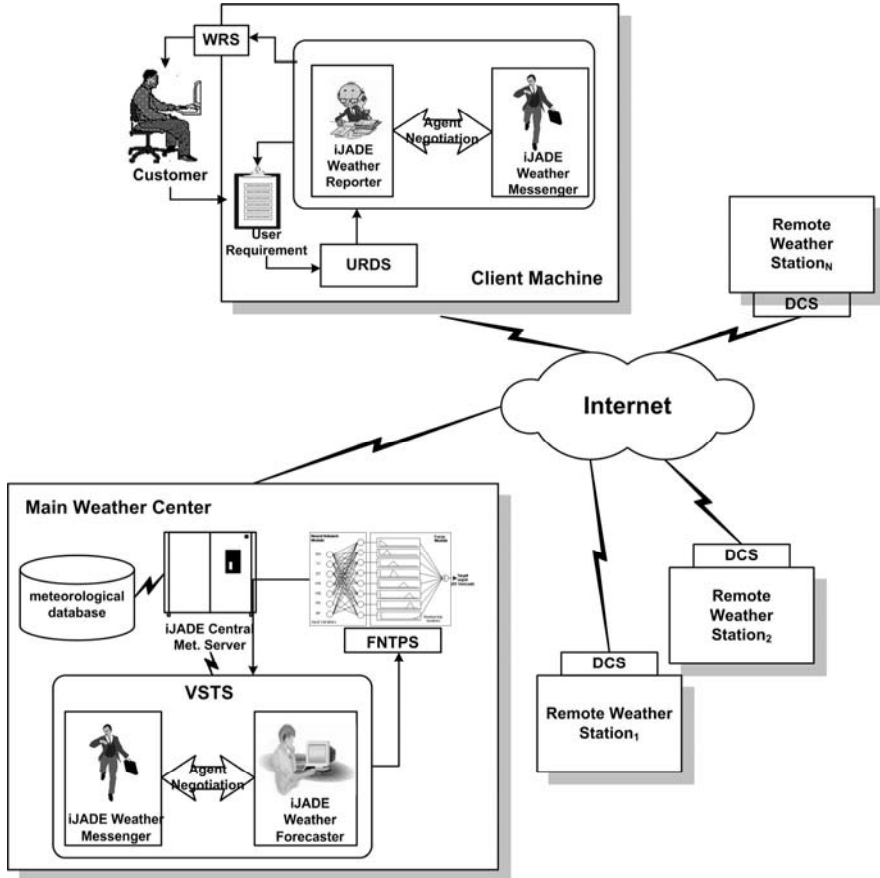 WRS
Customer
User
Requirement
URDS
iJADE
Weather
Reporter
Agent
Negotiation
iJADE
Weather
Messenger
Client Machine
Remote
Weather
StationN
DCS
Internet
Main Weather Center
meteorological
database
iJADE Central
Met. Server
FNTPS
VSTS
iJADE Weather
Messenger
Agent
Negotiation
iJADE
Weather
Forecaster
DCS
Remote
Weather
Station2
DCS
Remote Weather
Station1